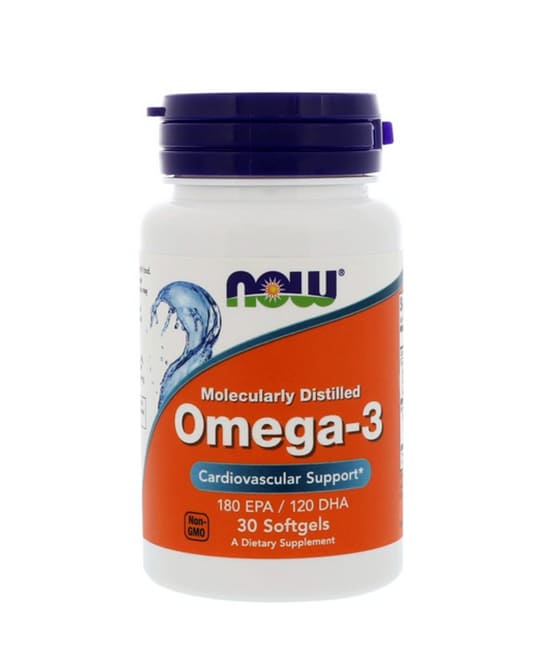 NOW®
Molecularly Distilled
Omega-3
Cardiovascular Support*
180 EPA / 120 DHA
30 Softgels
A Dietary Supplement
Non-
GMO